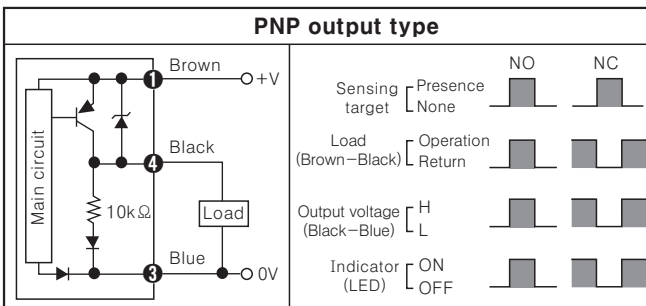 PNP output type
Main circuit
1
Brown
+V
4
Black
10kΩ
Load
3
Blue
0V
NO NC
Sensing target Presence
None
Load (Brown-Black) Operation
Return
Output voltage (Black-Blue) H
L
Indicator (LED) ON
OFF